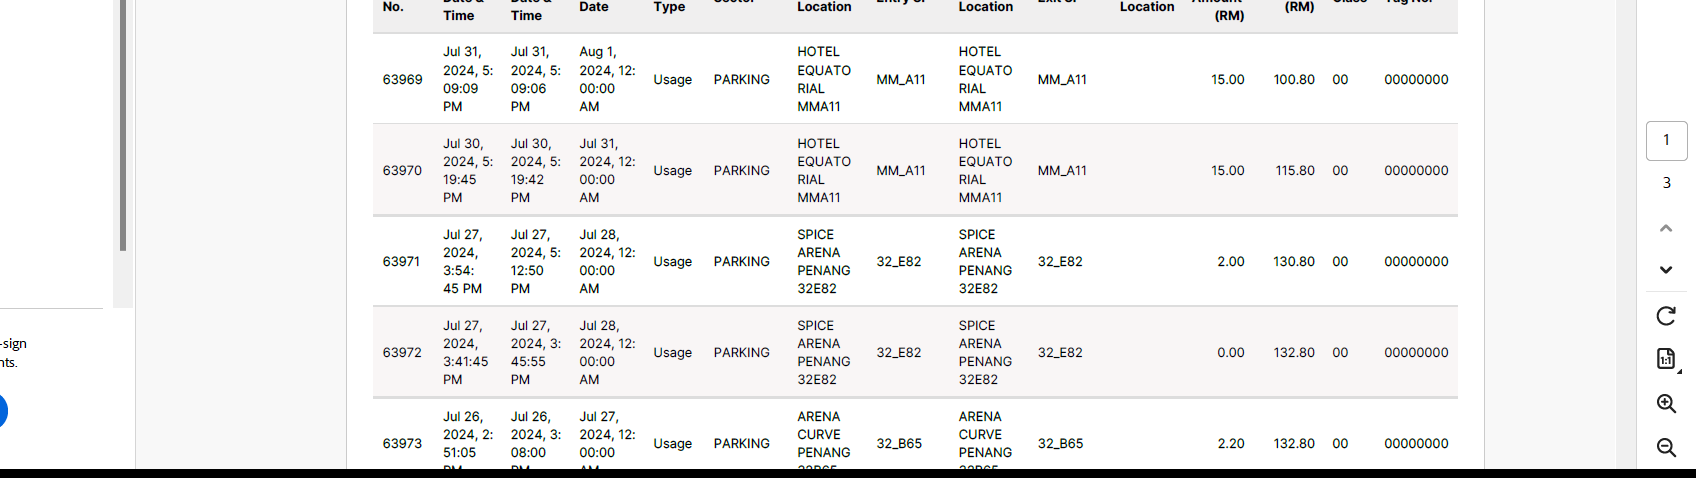 No. Time Time Date Type Location Location Location (RM) (RM)
63969 Jul 31, 2024, 5:09:09 PM Jul 31, 2024, 5:09:06 PM Aug 1, 2024, 12:00:00 AM Usage PARKING HOTEL EQUATORIAL MMA11 MM_A11 HOTEL EQUATORIAL MMA11 MM_A11 15.00 100.80 00 00000000
63970 Jul 30, 2024, 5:19:45 PM Jul 30, 2024, 5:19:42 PM Jul 31, 2024, 12:00:00 AM Usage PARKING HOTEL EQUATORIAL MMA11 MM_A11 HOTEL EQUATORIAL MMA11 MM_A11 15.00 115.80 00 00000000
63971 Jul 27, 2024, 3:54:45 PM Jul 27, 2024, 5:12:50 PM Jul 28, 2024, 12:00:00 AM Usage PARKING SPICE ARENA PENANG 32E82 32_E82 SPICE ARENA PENANG 32E82 32_E82 2.00 130.80 00 00000000
63972 Jul 27, 2024, 3:41:45 PM Jul 27, 2024, 3:45:55 PM Jul 28, 2024, 12:00:00 AM Usage PARKING SPICE ARENA PENANG 32E82 32_E82 SPICE ARENA PENANG 32E82 32_E82 0.00 132.80 00 00000000
63973 Jul 26, 2024, 2:51:05 Jul 26, 2024, 3:08:00 Jul 27, 2024, 12:00:00 Usage PARKING ARENA CURVE PENANG 32_B65 ARENA CURVE PENANG 32_B65 2.20 132.80 00 00000000
-sign
nts.
1
3
1:1